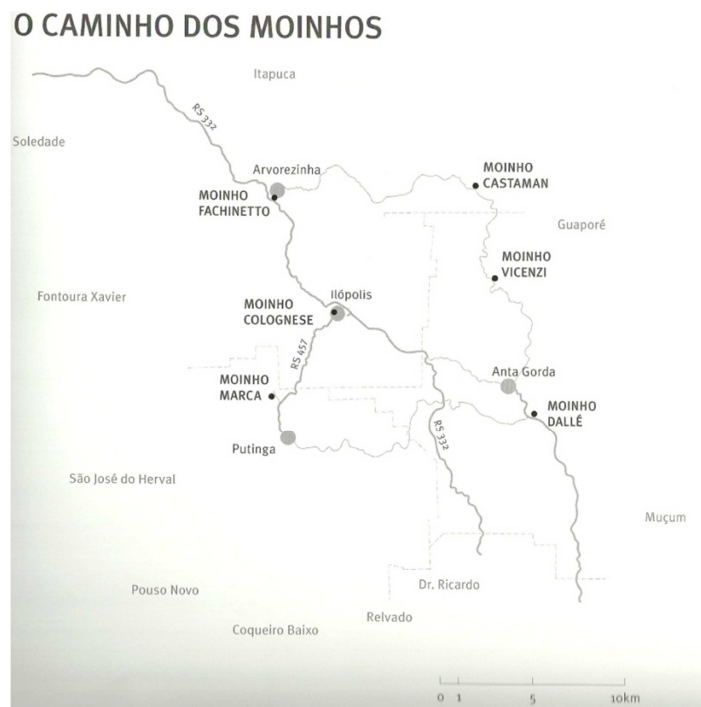 O CAMINHO DOS MOINHOS
Itapuca
RS 332
Soledade
Arvorezinha
MOINHO
CASTAMAN
MOINHO
FACHINETTO
Guaporé
MOINHO
VICENZI
Fontoura Xavier
Ilópolis
MOINHO
COLOGNESE
RS 457
Anta Gorda
MOINHO
MARCA
MOINHO
DALLÉ
RS 332
Putinga
São José do Herval
Muçum
Dr. Ricardo
Pouso Novo
Relvado
Coqueiro Baixo
0 1 5 10km